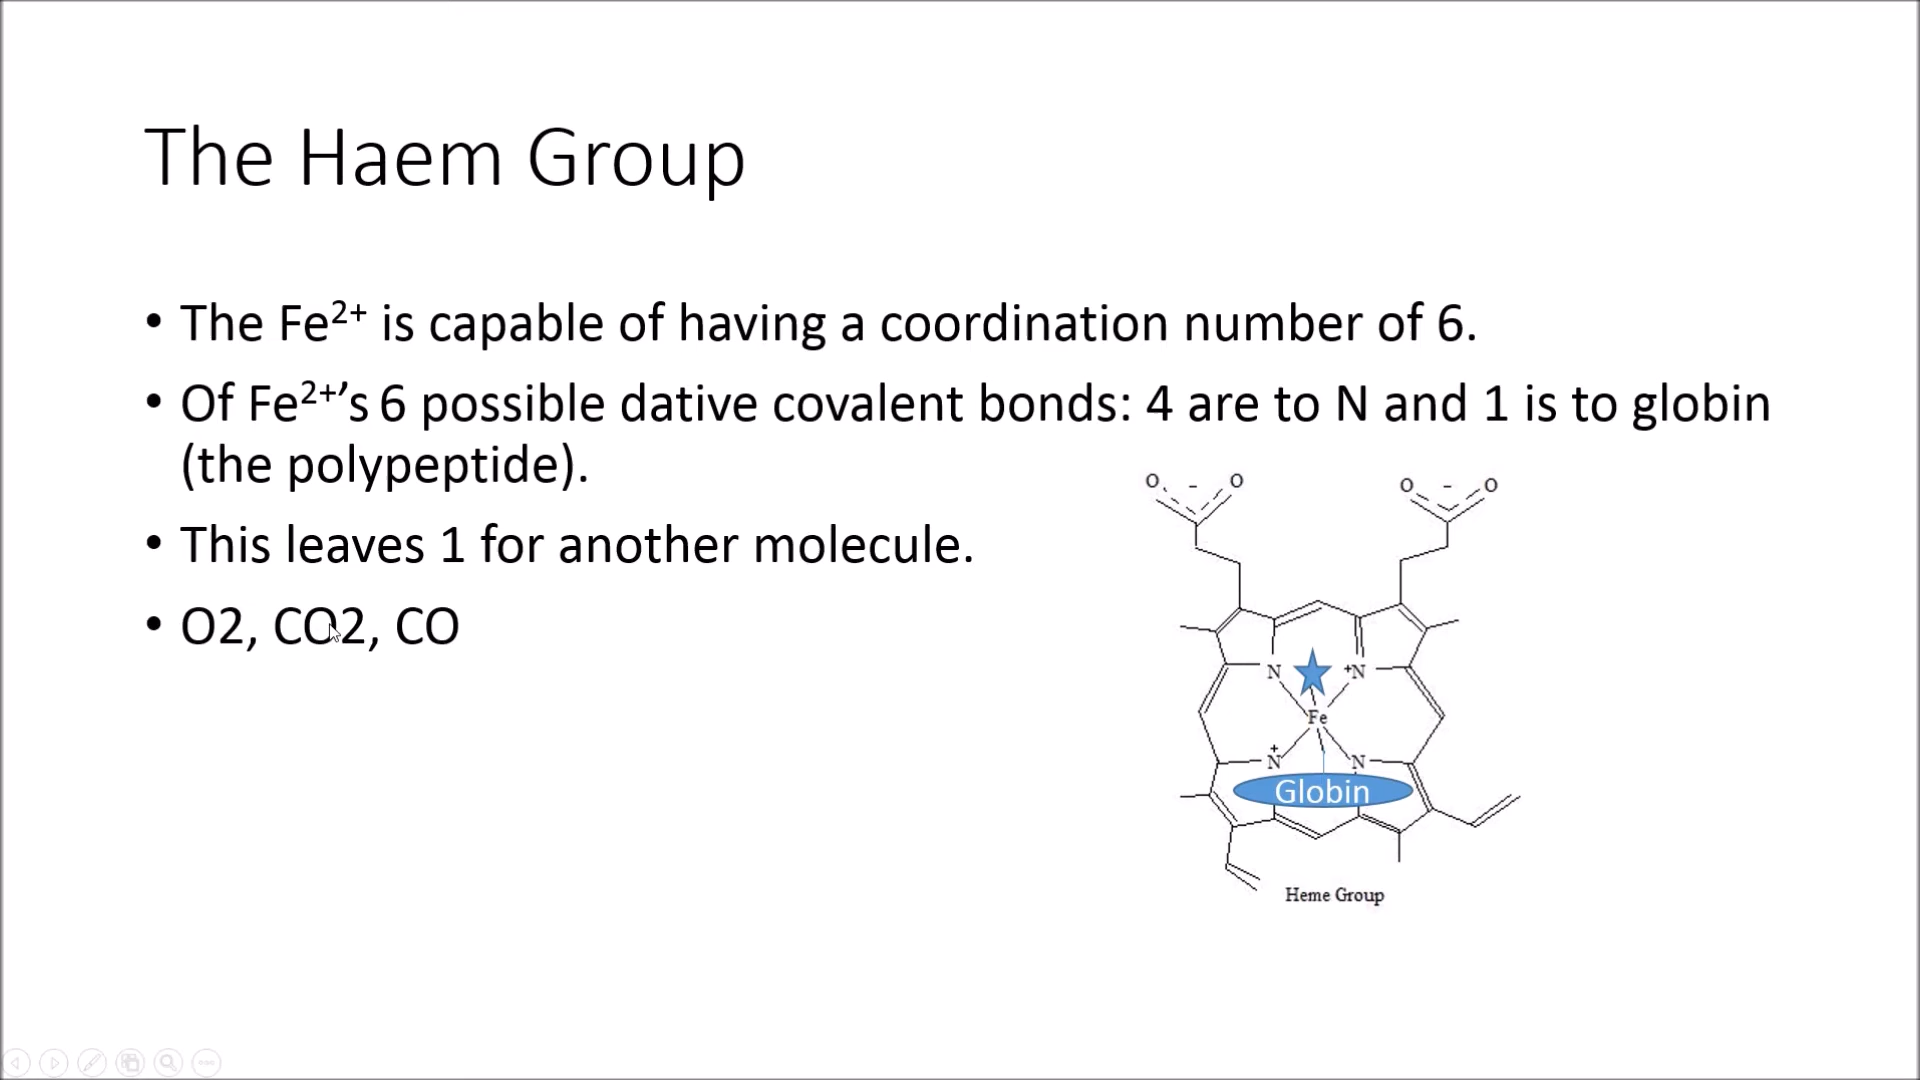 The Haem Group
• The Fe²⁺ is capable of having a coordination number of 6.
• Of Fe²⁺’s 6 possible dative covalent bonds: 4 are to N and 1 is to globin
(the polypeptide).
• This leaves 1 for another molecule.
• O2, CO2, CO
O - O
O - O
N +N
Fe
+
N N
Globin
Heme Group